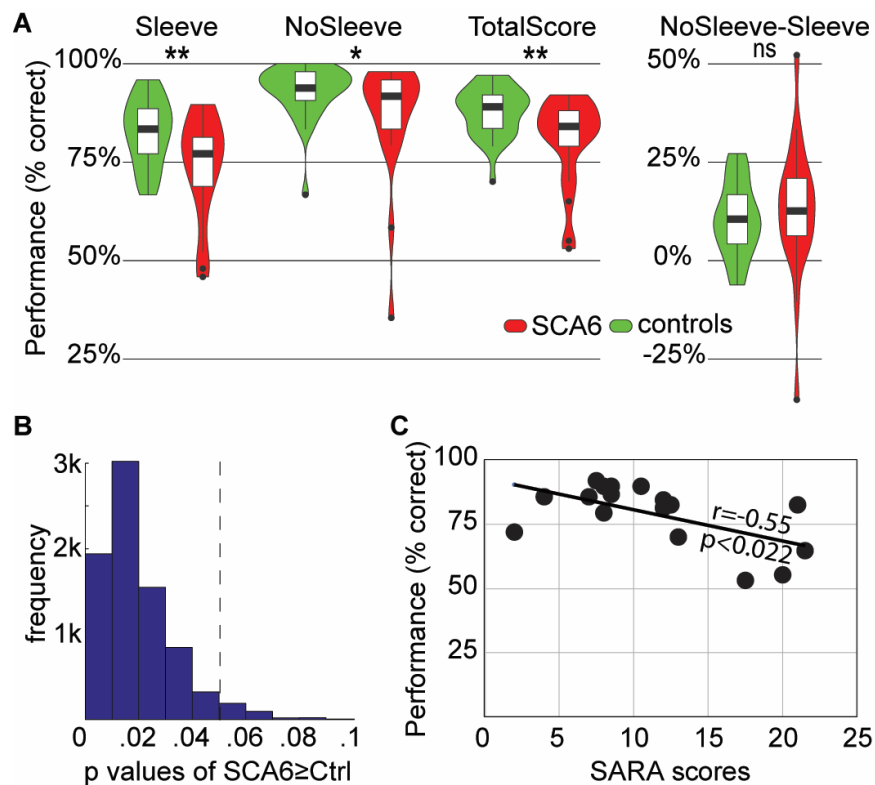 A
Sleeve NoSleeve TotalScore NoSleeve-Sleeve
** * ** ns
Performance (% correct)
100%
75%
50%
25%
50%
25%
0%
-25%
SCA6 controls
B
frequency
3k
2k
1k
0 .02 .04 .06 .08 .1
p values of SCA6≥Ctrl
C
Performance (% correct)
100
75
50
25
r=-0.55
p<0.022
0 5 10 15 20 25
SARA scores